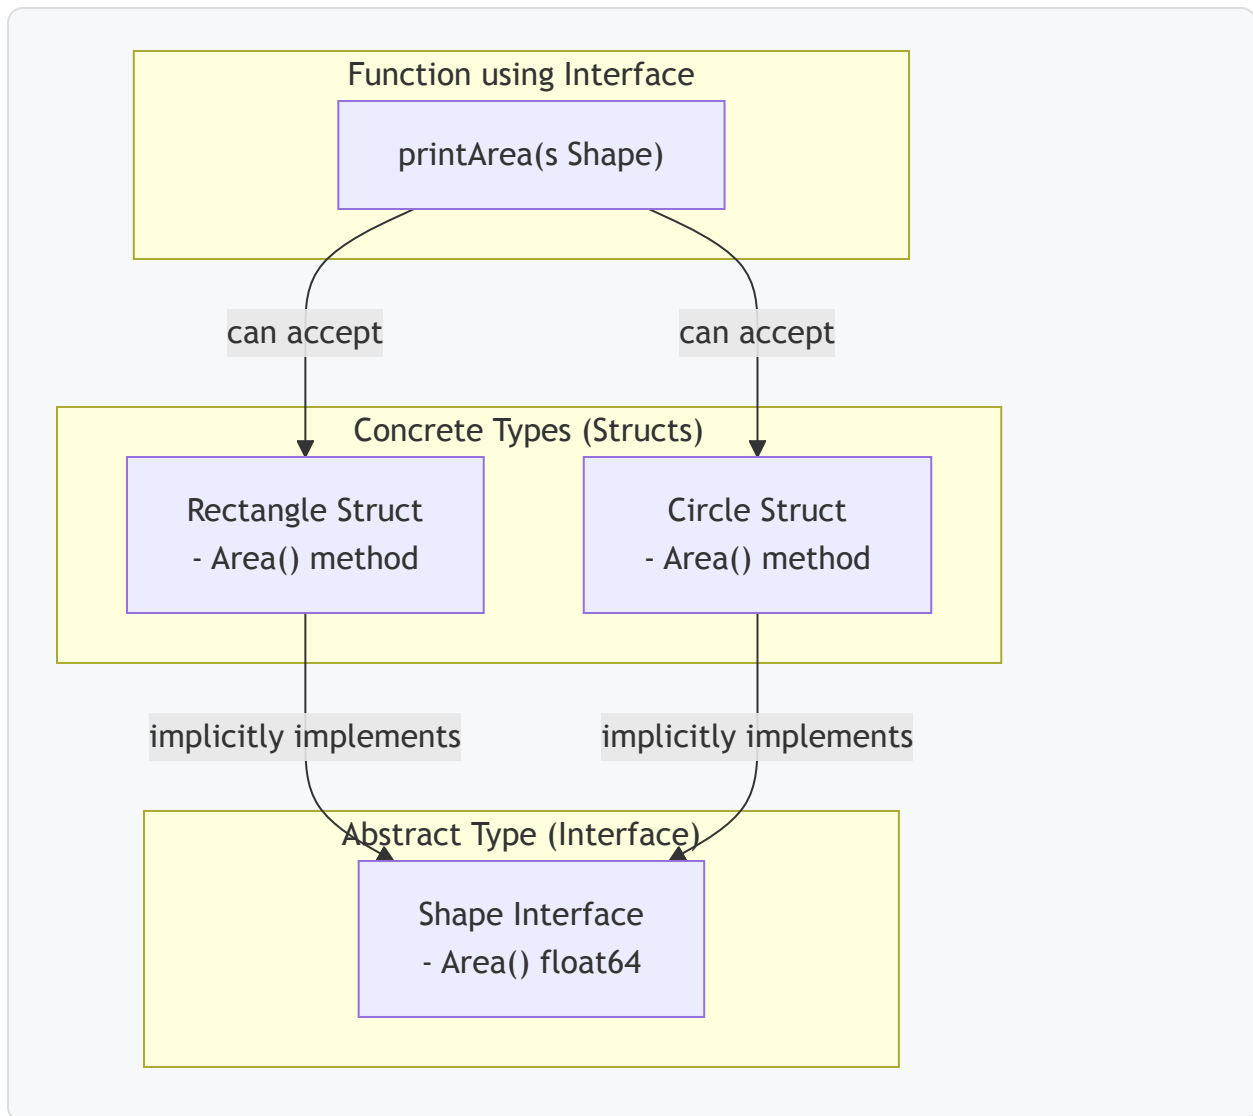 Function using Interface
printArea(s Shape)
can accept
can accept
Concrete Types (Structs)
Rectangle Struct
- Area() method
Circle Struct
- Area() method
implicitly implements
implicitly implements
Abstract Type (Interface)
Shape Interface
- Area() float64